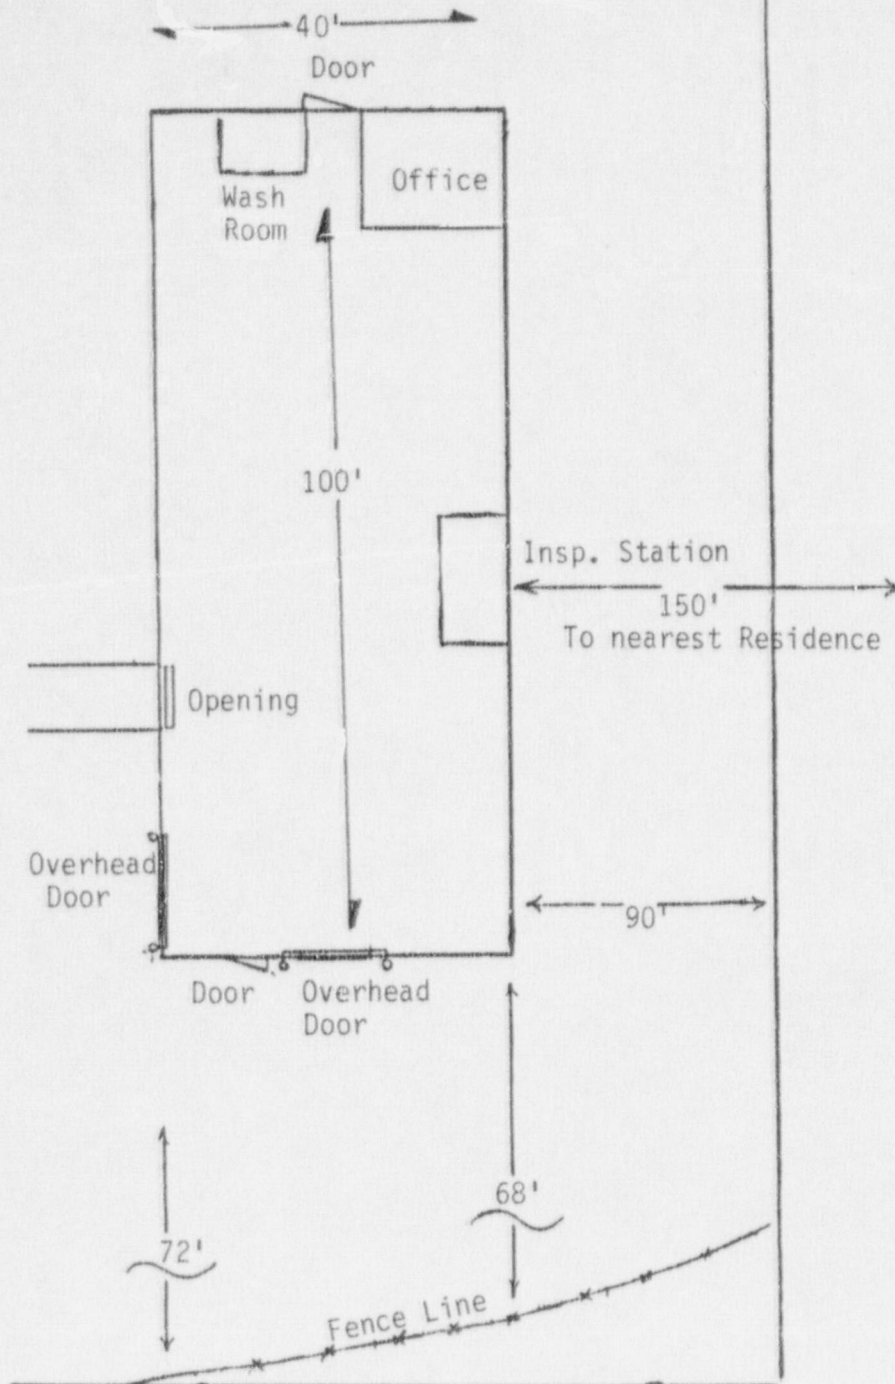 40'
Door
Office
Wash
Room
100'
Insp. Station
150'
To nearest Residence
Opening
Overhead
Door
90'
Door
Overhead
Door
68'
72'
Fence Line